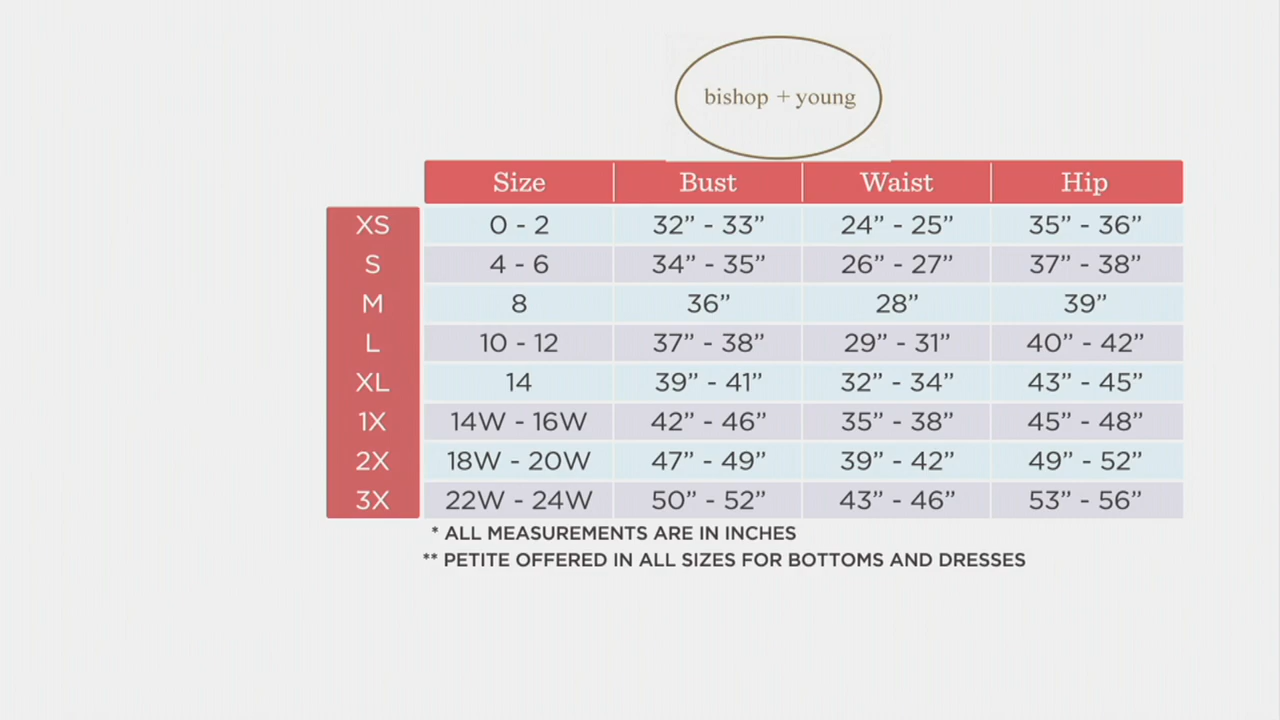 bishop + young
Size Bust Waist Hip
XS 0 - 2 32” - 33” 24” - 25” 35” - 36”
S 4 - 6 34” - 35” 26” - 27” 37” - 38”
M 8 36” 28” 39”
L 10 - 12 37” - 38” 29” - 31” 40” - 42”
XL 14 39” - 41” 32” - 34” 43” - 45”
1X 14W - 16W 42” - 46” 35” - 38” 45” - 48”
2X 18W - 20W 47” - 49” 39” - 42” 49” - 52”
3X 22W - 24W 50” - 52” 43” - 46” 53” - 56”
* ALL MEASUREMENTS ARE IN INCHES
** PETITE OFFERED IN ALL SIZES FOR BOTTOMS AND DRESSES